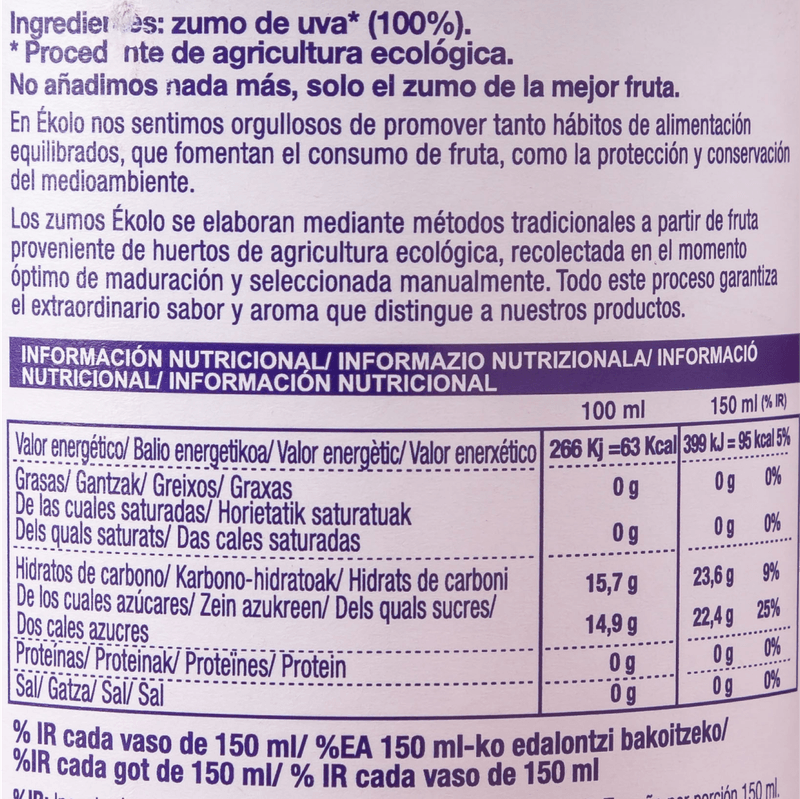 Ingredientes: zumo de uva* (100%).
* Procedente de agricultura ecológica.
No añadimos nada más, solo el zumo de la mejor fruta.
En Ékolo nos sentimos orgullosos de promover tanto hábitos de alimentación
equilibrados, que fomentan el consumo de fruta, como la protección y conservación
del medioambiente.
Los zumos Ékolo se elaboran mediante métodos tradicionales a partir de fruta
proveniente de huertos de agricultura ecológica, recolectada en el momento
óptimo de maduración y seleccionada manualmente. Todo este proceso garantiza
el extraordinario sabor y aroma que distingue a nuestros productos.
INFORMACIÓN NUTRICIONAL/ INFORMAZIO NUTRIZIONALA/ INFORMACIÓ
NUTRICIONAL/ INFORMACIÓN NUTRICIONAL
100 ml 150 ml (% IR)
Valor energético/ Balio energetikoa/ Valor energètic/ Valor enerxético 266 Kj =63 Kcal 399 kJ = 95 kcal 5%
Grasas/ Gantzak/ Greixos/ Graxas 0 g 0 g 0%
De las cuales saturadas/ Horietatik saturatuak
Dels quals saturats/ Das cales saturadas 0 g 0 g 0%
Hidratos de carbono/ Karbono-hidratoak/ Hidrats de carboni 15,7 g 23,6 g 9%
De los cuales azúcares/ Zein azukreen/ Dels quals sucres/
Dos cales azucres 14,9 g 22,4 g 25%
Proteínas/ Proteinak/ Proteïnes/ Protein 0 g 0 g 0%
Sal/ Gatza/ Sal/ Sal 0 g 0 g 0%
% IR cada vaso de 150 ml/ %EA 150 ml-ko edalontzi bakoitzeko/
%IR cada got de 150 ml/ % IR cada vaso de 150 ml
% IR: por porción 150 ml.